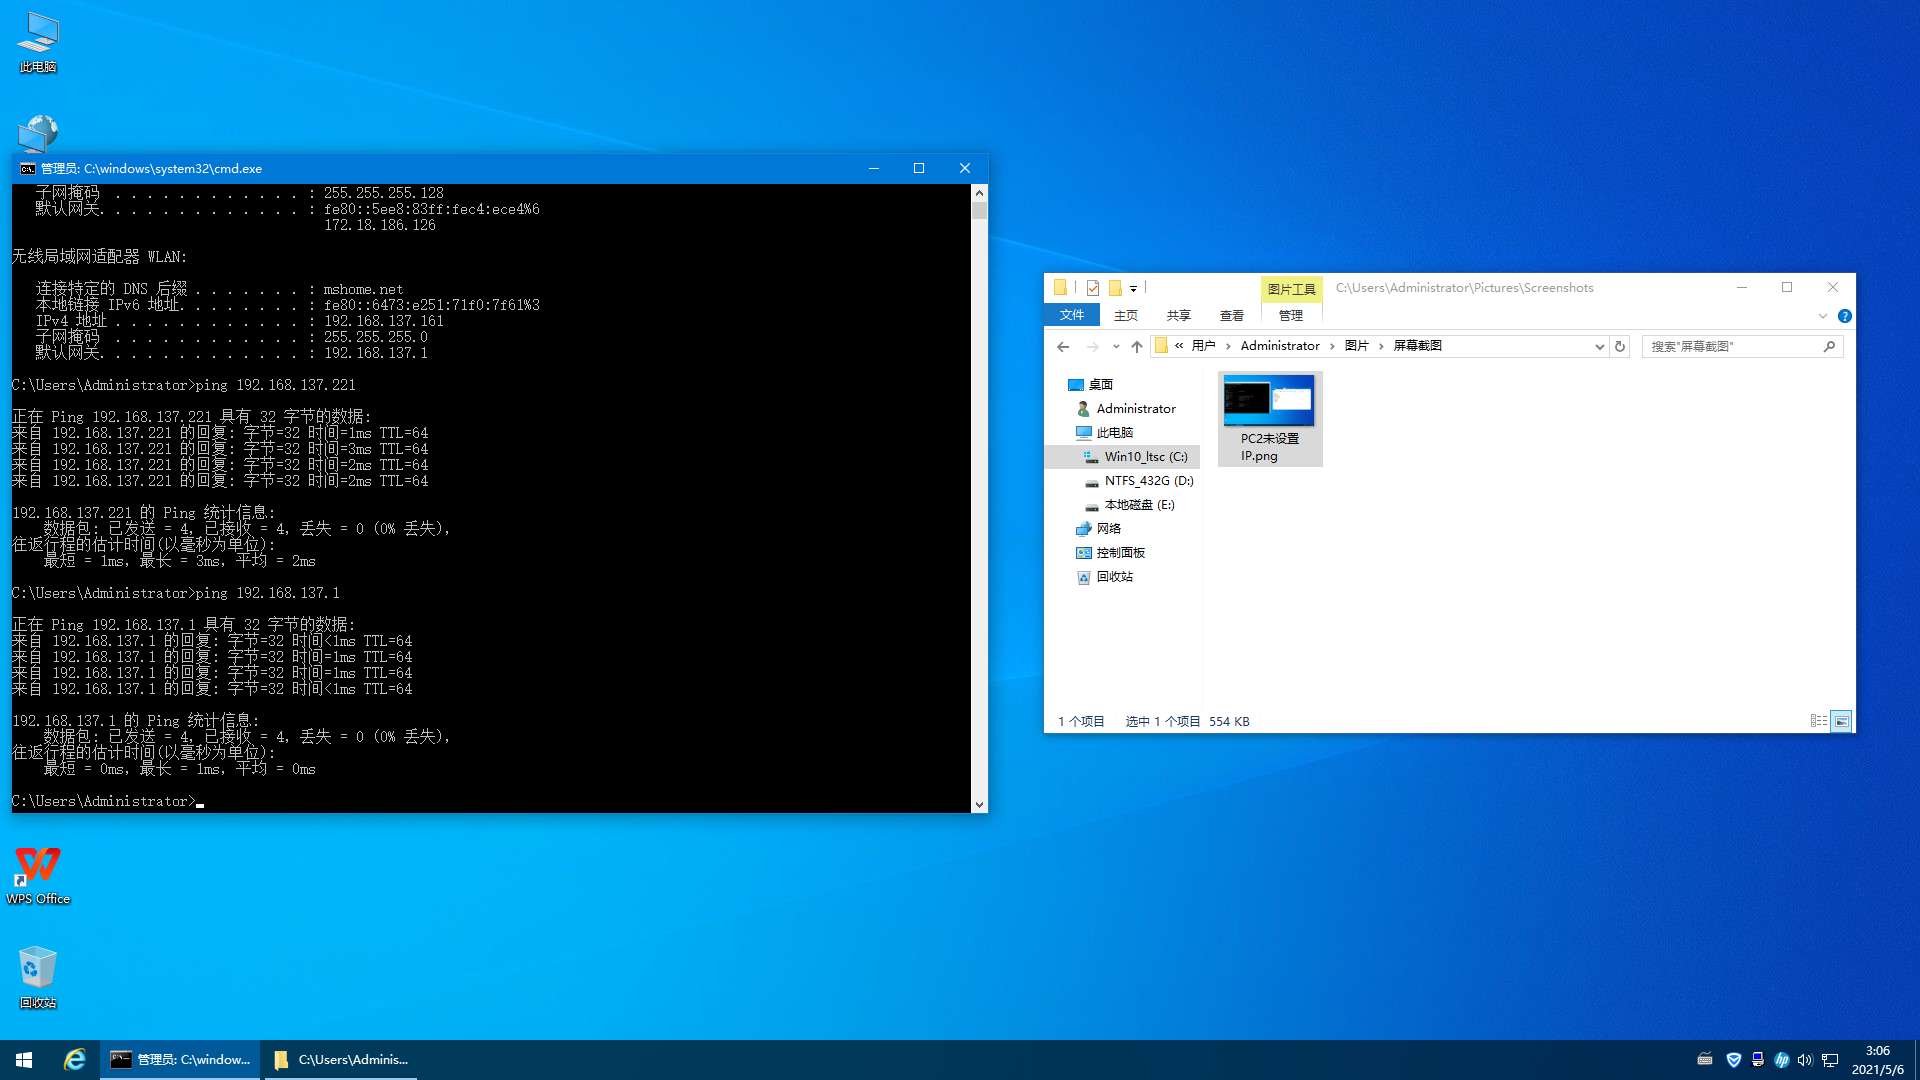 此电脑
管理员: C:\windows\system32\cmd.exe
子网掩码 . . . . . . . . . . . . : 255.255.255.128
默认网关. . . . . . . . . . . . . : fe80::5ee8:83ff:fec4:ece4%6
172.18.186.126
无线局域网适配器 WLAN:
连接特定的 DNS 后缀 . . . . . . . : mshome.net
本地链接 IPv6 地址. . . . . . . . : fe80::6473:e251:71f0:7f61%3
IPv4 地址 . . . . . . . . . . . . : 192.168.137.161
子网掩码 . . . . . . . . . . . . : 255.255.255.0
默认网关. . . . . . . . . . . . . : 192.168.137.1
C:\Users\Administrator>ping 192.168.137.221
正在 Ping 192.168.137.221 具有 32 字节的数据:
来自 192.168.137.221 的回复: 字节=32 时间=1ms TTL=64
来自 192.168.137.221 的回复: 字节=32 时间=3ms TTL=64
来自 192.168.137.221 的回复: 字节=32 时间=2ms TTL=64
来自 192.168.137.221 的回复: 字节=32 时间=2ms TTL=64
192.168.137.221 的 Ping 统计信息:
数据包: 已发送 = 4, 已接收 = 4, 丢失 = 0 (0% 丢失),
往返行程的估计时间(以毫秒为单位):
最短 = 1ms, 最长 = 3ms, 平均 = 2ms
C:\Users\Administrator>ping 192.168.137.1
正在 Ping 192.168.137.1 具有 32 字节的数据:
来自 192.168.137.1 的回复: 字节=32 时间<1ms TTL=64
来自 192.168.137.1 的回复: 字节=32 时间=1ms TTL=64
来自 192.168.137.1 的回复: 字节=32 时间=1ms TTL=64
来自 192.168.137.1 的回复: 字节=32 时间<1ms TTL=64
192.168.137.1 的 Ping 统计信息:
数据包: 已发送 = 4, 已接收 = 4, 丢失 = 0 (0% 丢失),
往返行程的估计时间(以毫秒为单位):
最短 = 0ms, 最长 = 1ms, 平均 = 0ms
C:\Users\Administrator>
图片工具 C:\Users\Administrator\Pictures\Screenshots
文件 主页 共享 查看 管理
« 用户 › Administrator › 图片 › 屏幕截图
搜索"屏幕截图"
桌面
Administrator
此电脑
Win10_ltsc (C:)
NTFS_432G (D:)
本地磁盘 (E:)
网络
控制面板
回收站
PC2未设置
IP.png
1 个项目 选中 1 个项目 554 KB
WPS Office
回收站
管理员: C:\window...
C:\Users\Adminis...
hp
3:06
2021/5/6